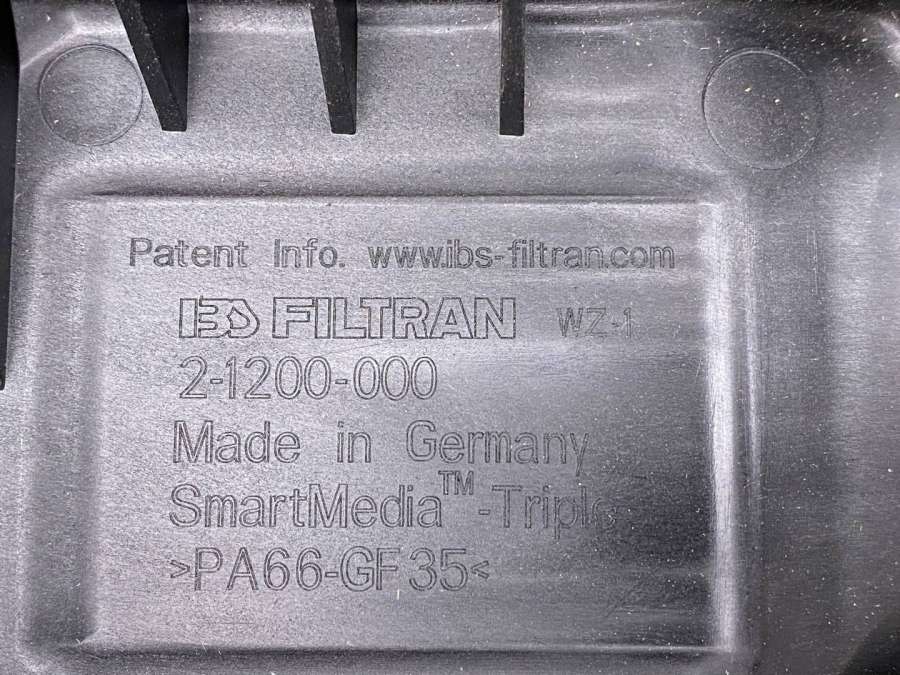 Patent Info. www.ibs-filtran.com
IBS FILTRAN WZ-1
2-1200-000
Made in Germany
SmartMedia™-Triple
>PA66-GF35<